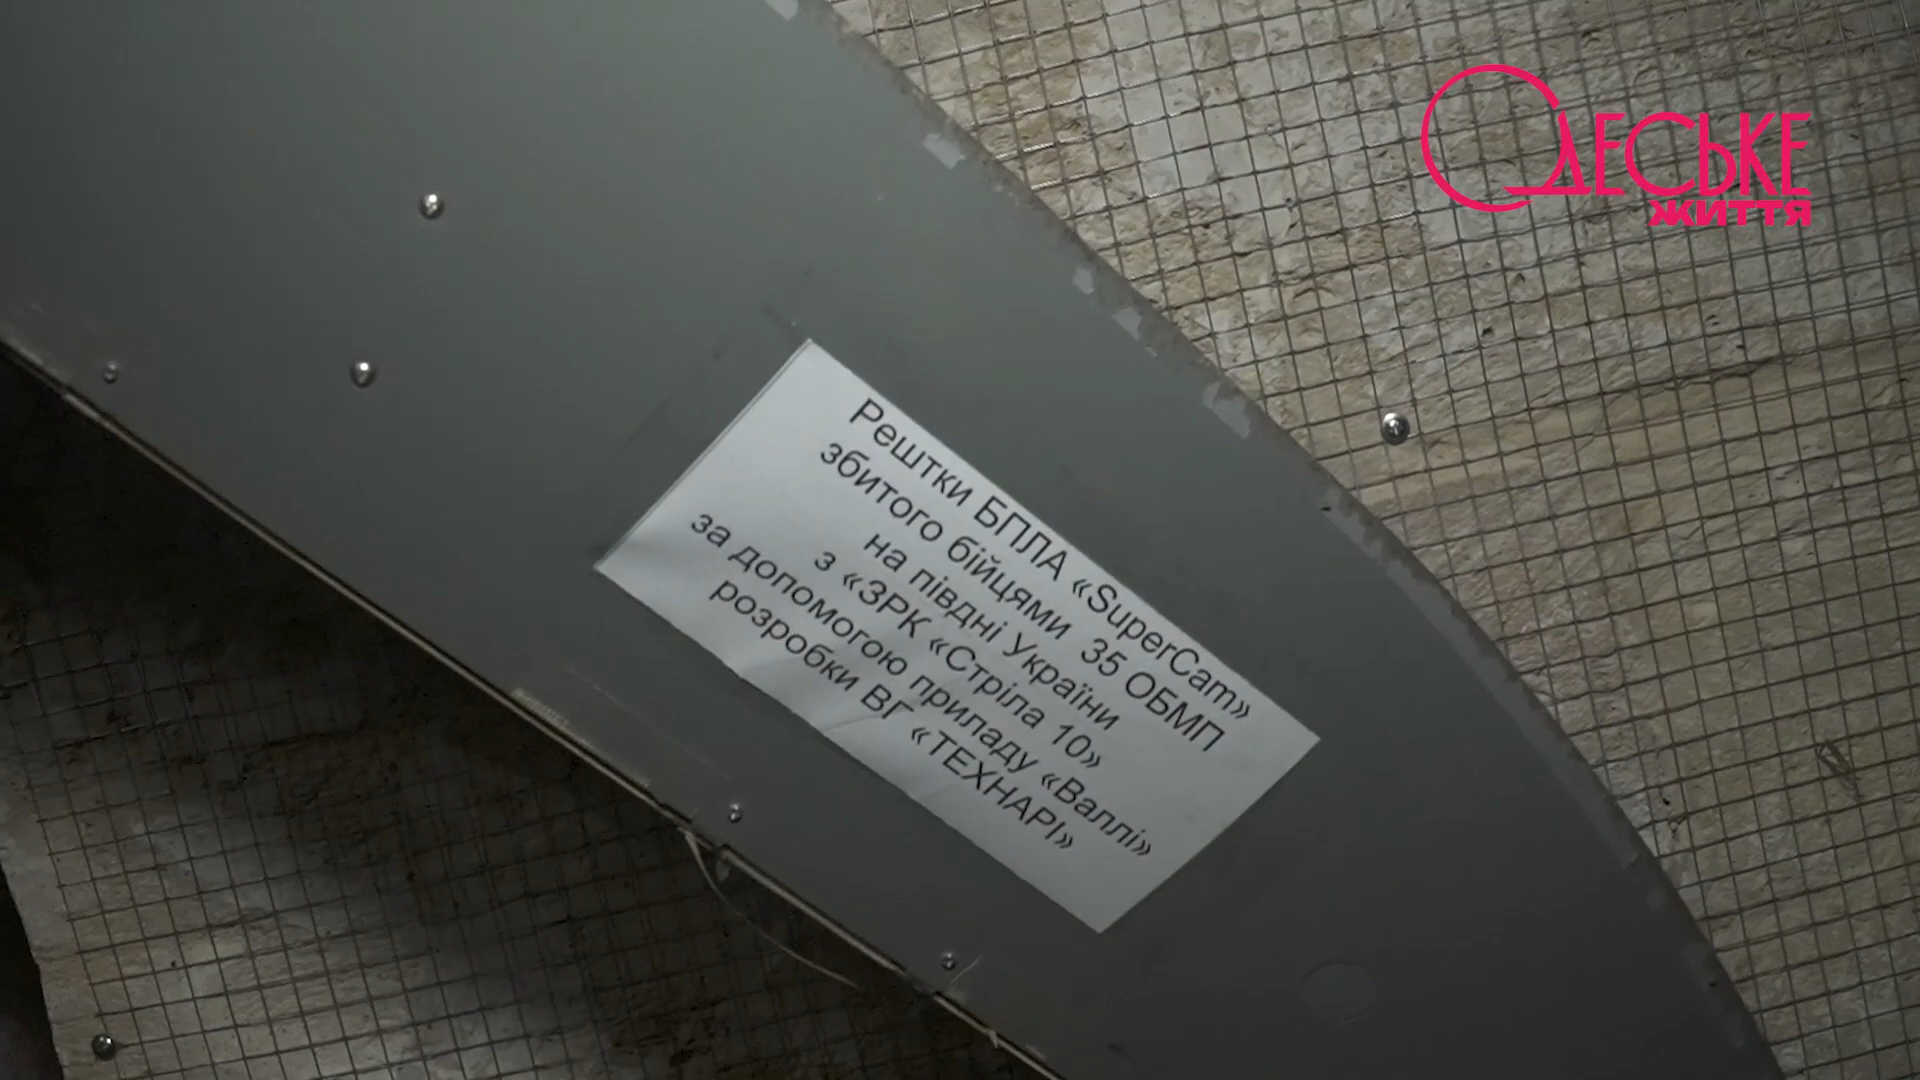 ОДЕСЬКЕ
ЖИТТЯ
Рештки БПЛА «SuperCam»
збитого бійцями 35 ОБМП
на півдні України
з «ЗРК «Стріла 10»
за допомогою приладу «Валлі»
розробки ВГ «ТЕХНАРІ»